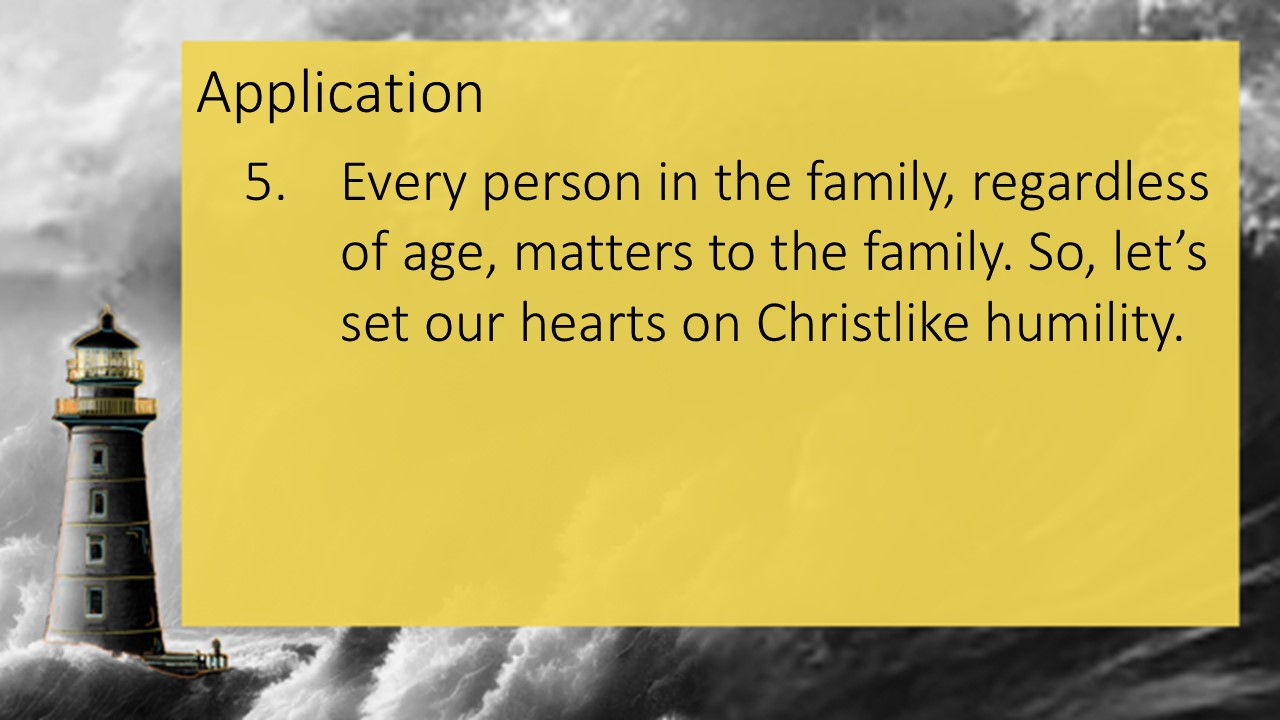 Application
5. Every person in the family, regardless
of age, matters to the family. So, let’s
set our hearts on Christlike humility.